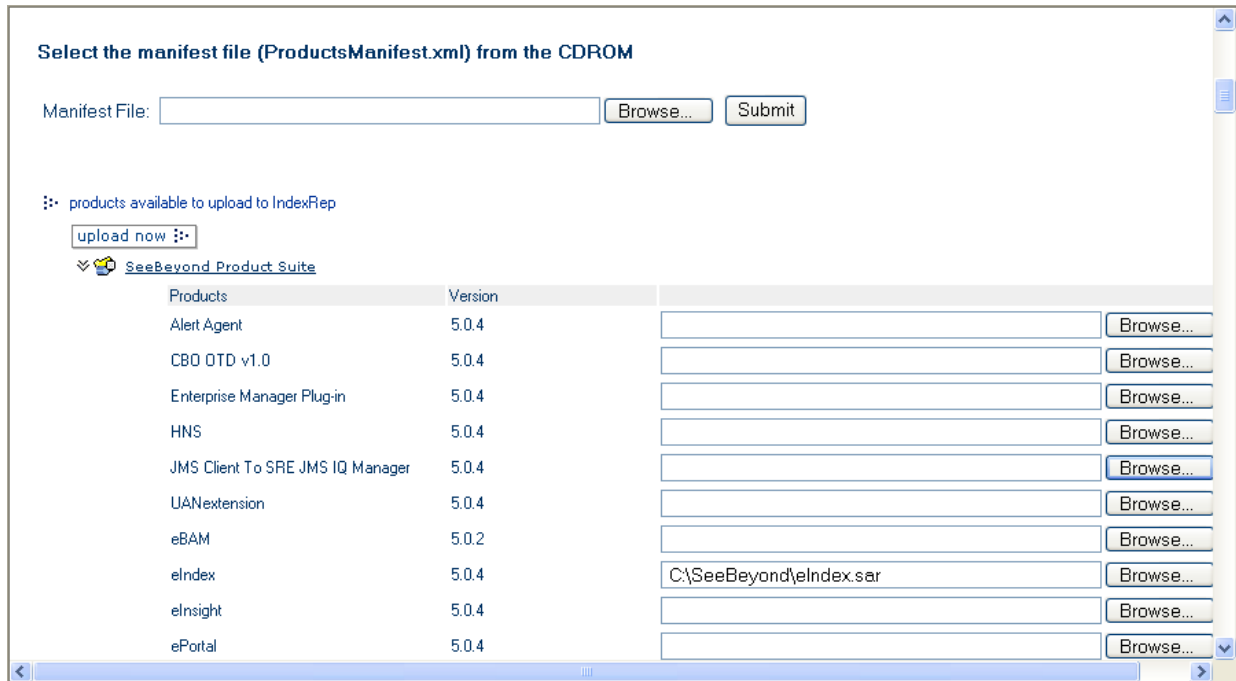 Select the manifest file (ProductsManifest.xml) from the CDROM
Manifest File: Browse... Submit
products available to upload to IndexRep
upload now
SeeBeyond Product Suite
Products Version
Alert Agent 5.0.4 Browse...
CBO OTD v1.0 5.0.4 Browse...
Enterprise Manager Plug-in 5.0.4 Browse...
HNS 5.0.4 Browse...
JMS Client To SRE JMS IQ Manager 5.0.4 Browse...
UANextension 5.0.4 Browse...
eBAM 5.0.2 Browse...
eIndex 5.0.4 C:\SeeBeyond\eIndex.sar Browse...
eInsight 5.0.4 Browse...
ePortal 5.0.4 Browse...